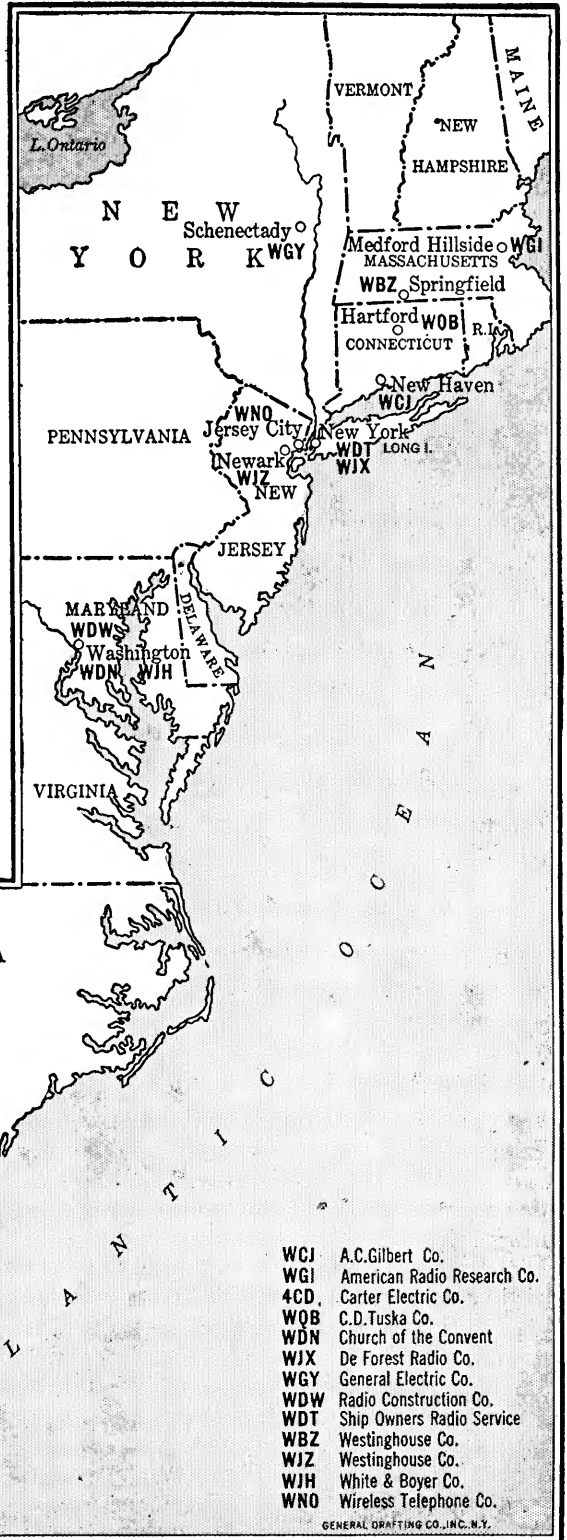 MAINE
VERMONT
NEW
HAMPSHIRE
L. Ontario
NEW
YORK
Schenectady
WGY
Medford Hillside WGI
MASSACHUSETTS
WBZ Springfield
Hartford WQB
CONNECTICUT
R.I.
New Haven
WCJ
WNO
Jersey City
New York
WDT
WJX
LONG I.
PENNSYLVANIA
Newark
WJZ
NEW
JERSEY
MARYLAND
DELAWARE
WDW
Washington
WDN WJH
VIRGINIA
LANTIC OCEAN
WCJ A.C.Gilbert Co.
WGI American Radio Research Co.
4CD, Carter Electric Co.
WQB C.D.Tuska Co.
WDN Church of the Convent
WJX De Forest Radio Co.
WGY General Electric Co.
WDW Radio Construction Co.
WDT Ship Owners Radio Service
WBZ Westinghouse Co.
WJZ Westinghouse Co.
WJH White & Boyer Co.
WNO Wireless Telephone Co.
GENERAL DRAFTING CO., INC. N.Y.